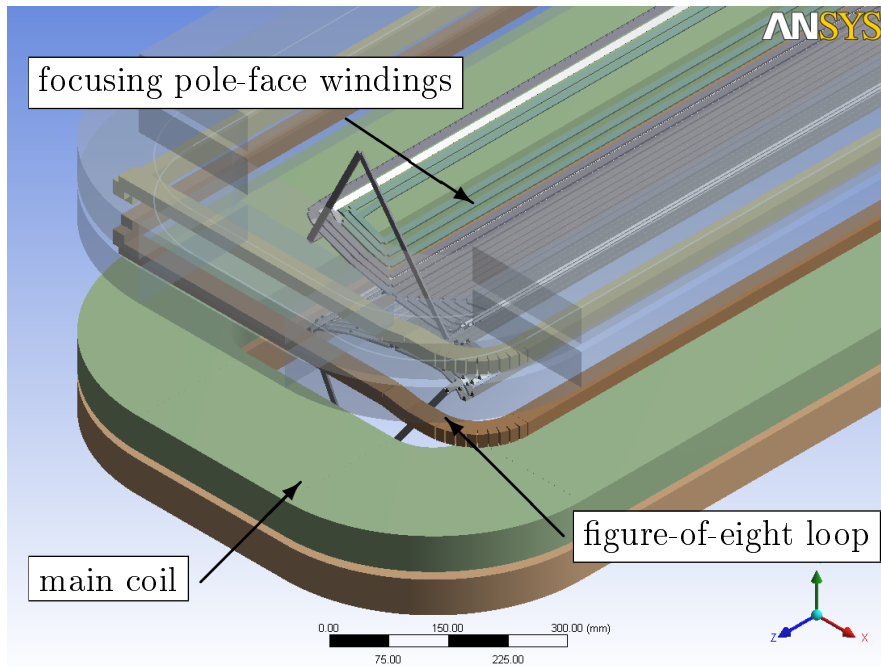 ANSYS
focusing pole-face windings
figure-of-eight loop
main coil
0.00 150.00 300.00 (mm)
75.00 225.00
Z X